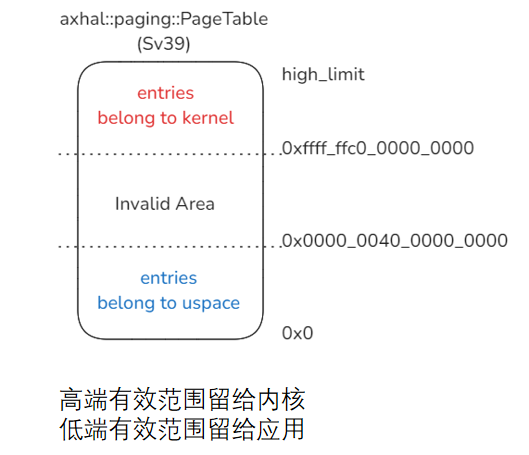 axhal::paging::PageTable
(Sv39)
high_limit
entries
belong to kernel
0xffff_ffc0_0000_0000
Invalid Area
0x0000_0040_0000_0000
entries
belong to uspace
0x0
高端有效范围留给内核
低端有效范围留给应用